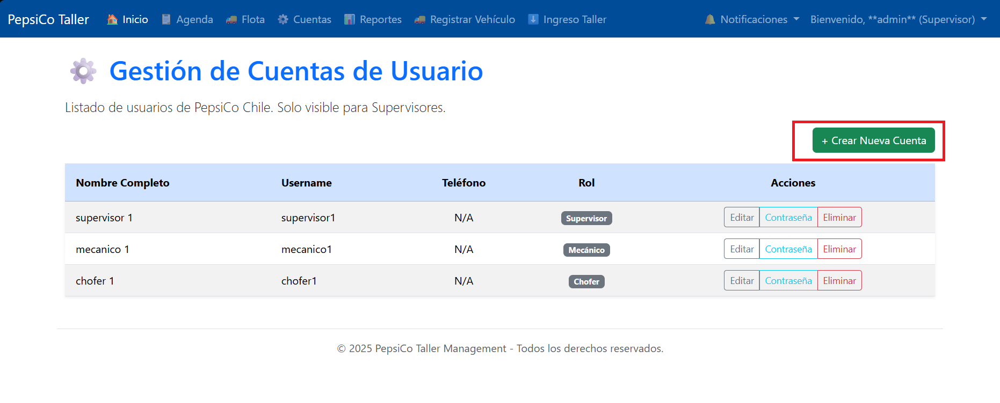 PepsiCo Taller Inicio Agenda Flota Cuentas Reportes Registrar Vehículo Ingreso Taller Notificaciones Bienvenido, **admin** (Supervisor)
Gestión de Cuentas de Usuario
Listado de usuarios de PepsiCo Chile. Solo visible para Supervisores.
+ Crear Nueva Cuenta
Nombre Completo Username Teléfono Rol Acciones
supervisor 1 supervisor1 N/A Supervisor Editar Contraseña Eliminar
mecanico 1 mecanico1 N/A Mecánico Editar Contraseña Eliminar
chofer 1 chofer1 N/A Chofer Editar Contraseña Eliminar
© 2025 PepsiCo Taller Management - Todos los derechos reservados.